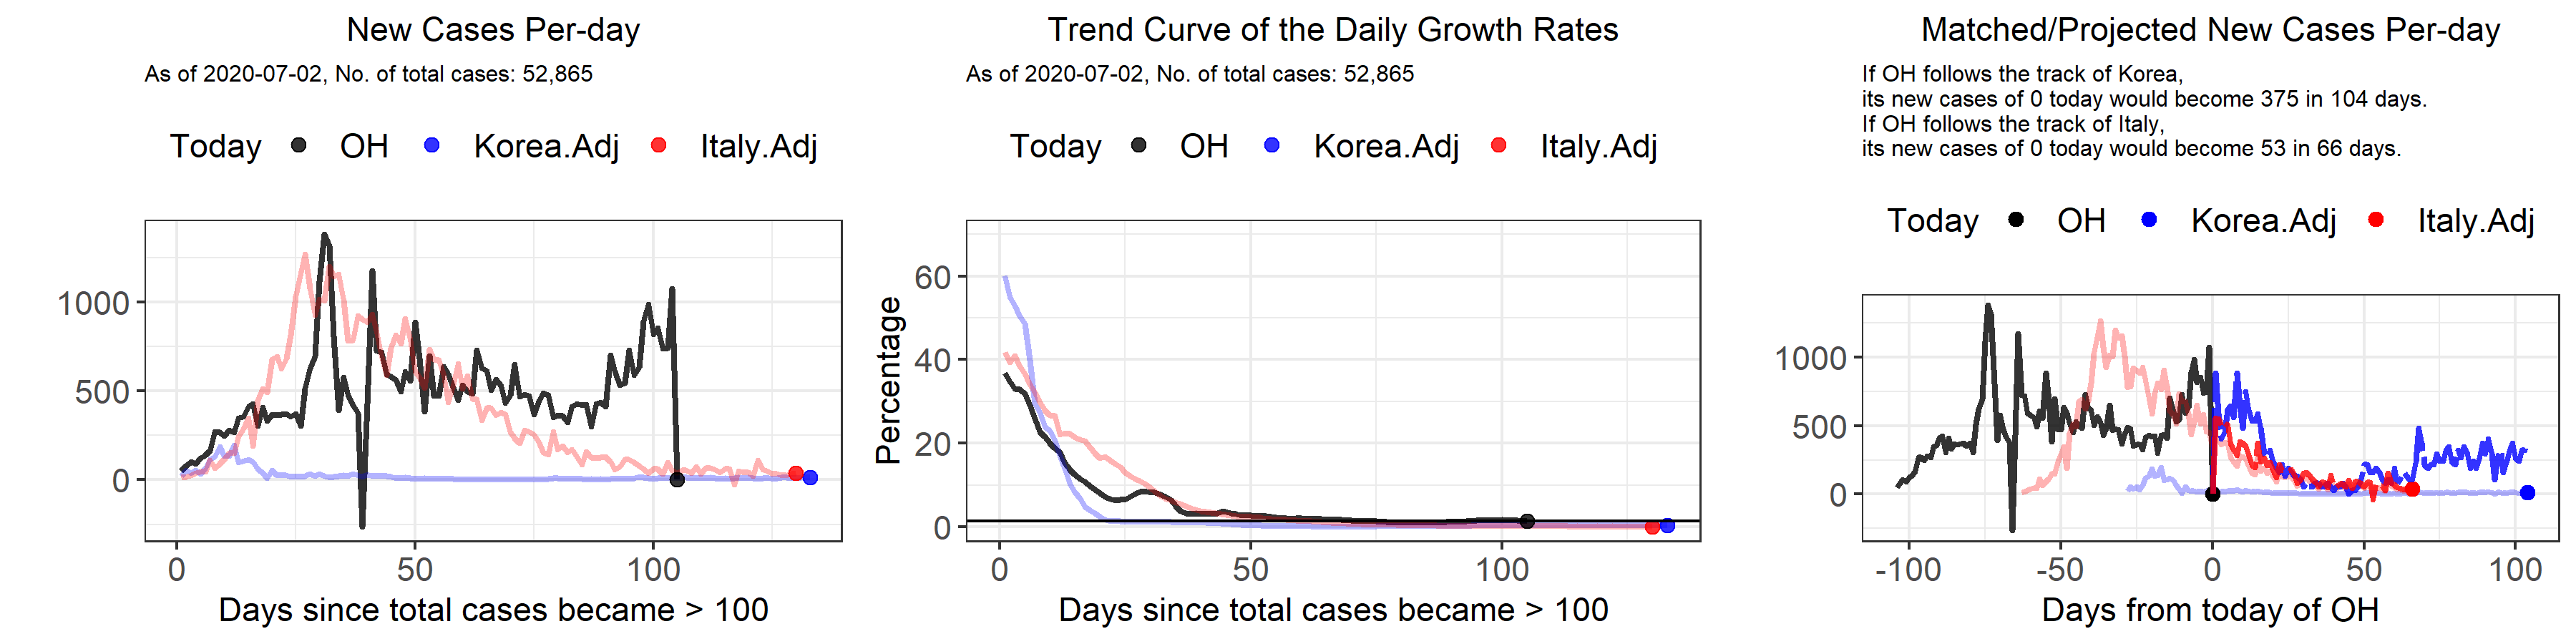 New Cases Per-day
As of 2020-07-02, No. of total cases: 52,865
Today OH Korea.Adj Italy.Adj
1000
500
0
0 50 100
Days since total cases became > 100
Trend Curve of the Daily Growth Rates
As of 2020-07-02, No. of total cases: 52,865
Today OH Korea.Adj Italy.Adj
Percentage
60
40
20
0
0 50 100
Days since total cases became > 100
Matched/Projected New Cases Per-day
If OH follows the track of Korea,
its new cases of 0 today would become 375 in 104 days.
If OH follows the track of Italy,
its new cases of 0 today would become 53 in 66 days.
Today OH Korea.Adj Italy.Adj
1000
500
0
-100 -50 0 50 100
Days from today of OH